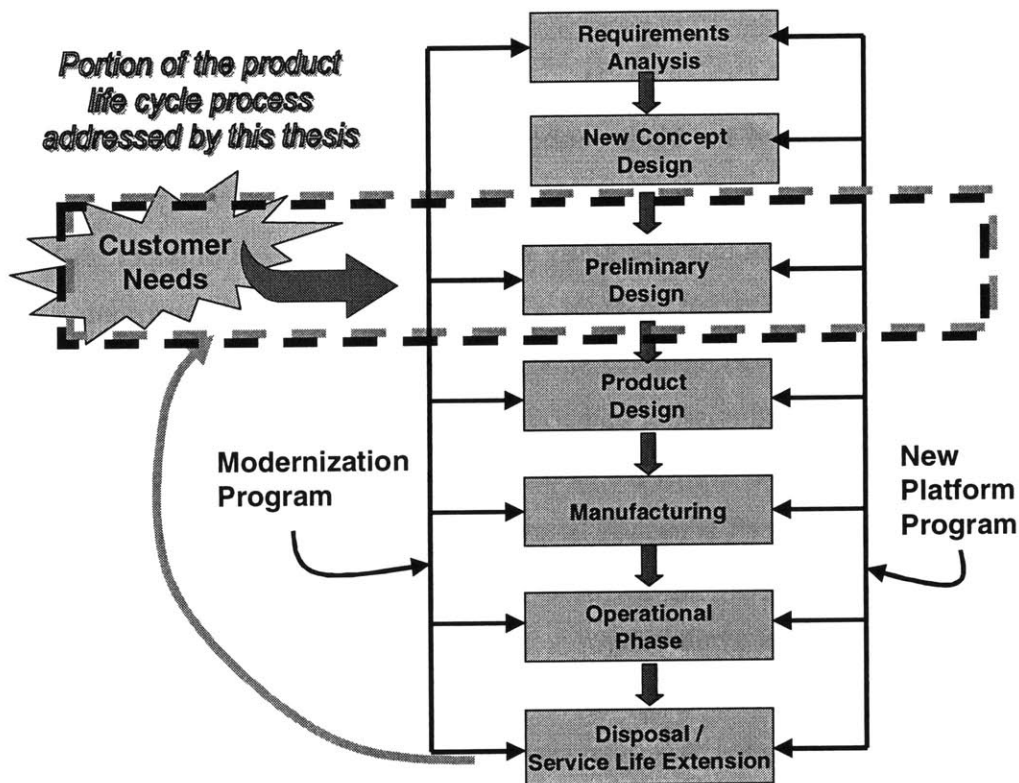 Portion of the product
life cycle process
addressed by this thesis
Requirements
Analysis
New Concept
Design
Customer
Needs
Preliminary
Design
Product
Design
Modernization
Program
New
Platform
Program
Manufacturing
Operational
Phase
Disposal /
Service Life Extension